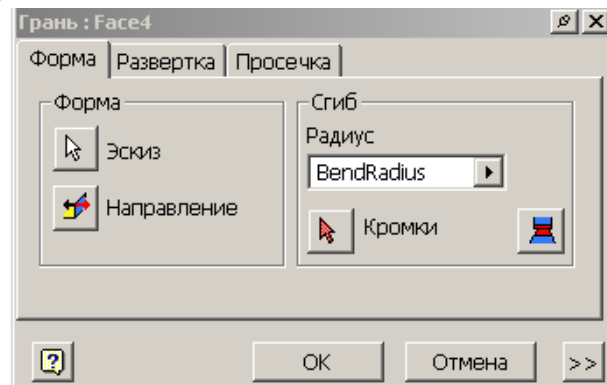 Грань : Face4
Форма Развертка Просечка
Форма
Эскиз
Направление
Сгиб
Радиус
BendRadius
Кромки
OK Отмена >>